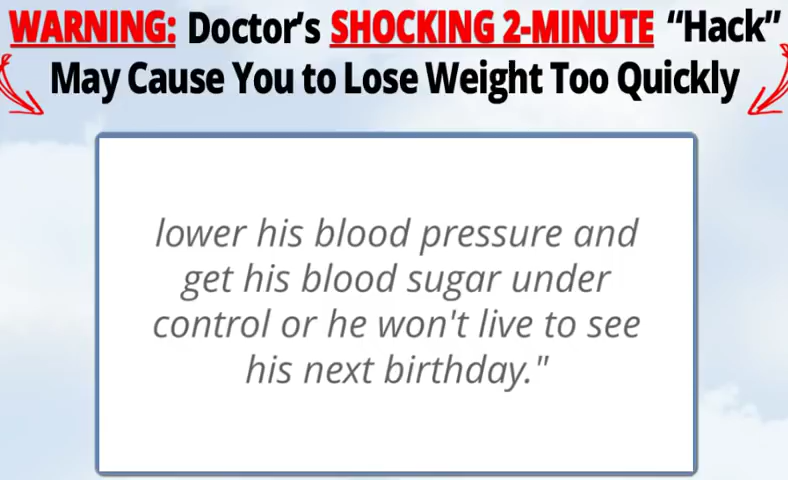 WARNING: Doctor's SHOCKING 2-MINUTE “Hack”
May Cause You to Lose Weight Too Quickly
lower his blood pressure and
get his blood sugar under
control or he won't live to see
his next birthday."